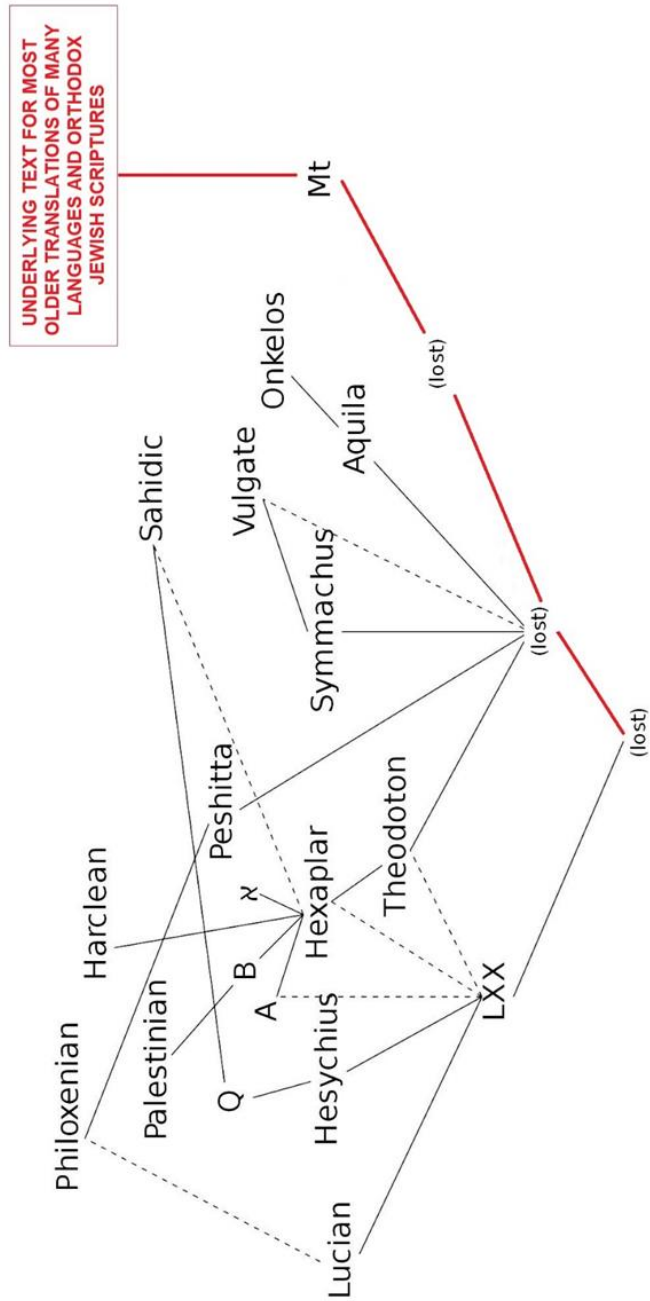 UNDERLYING TEXT FOR MOST
OLDER TRANSLATIONS OF MANY
LANGUAGES AND ORTHODOX
JEWISH SCRIPTURES
Philoxenian
Harclean
Palestinian
Sahidic
Peshitta
Q
B
א
Vulgate
A
Onkelos
Lucian
Hesychius
Hexaplar
Symmachus
Mt
Aquila
Theodoton
(lost)
LXX
(lost)
(lost)